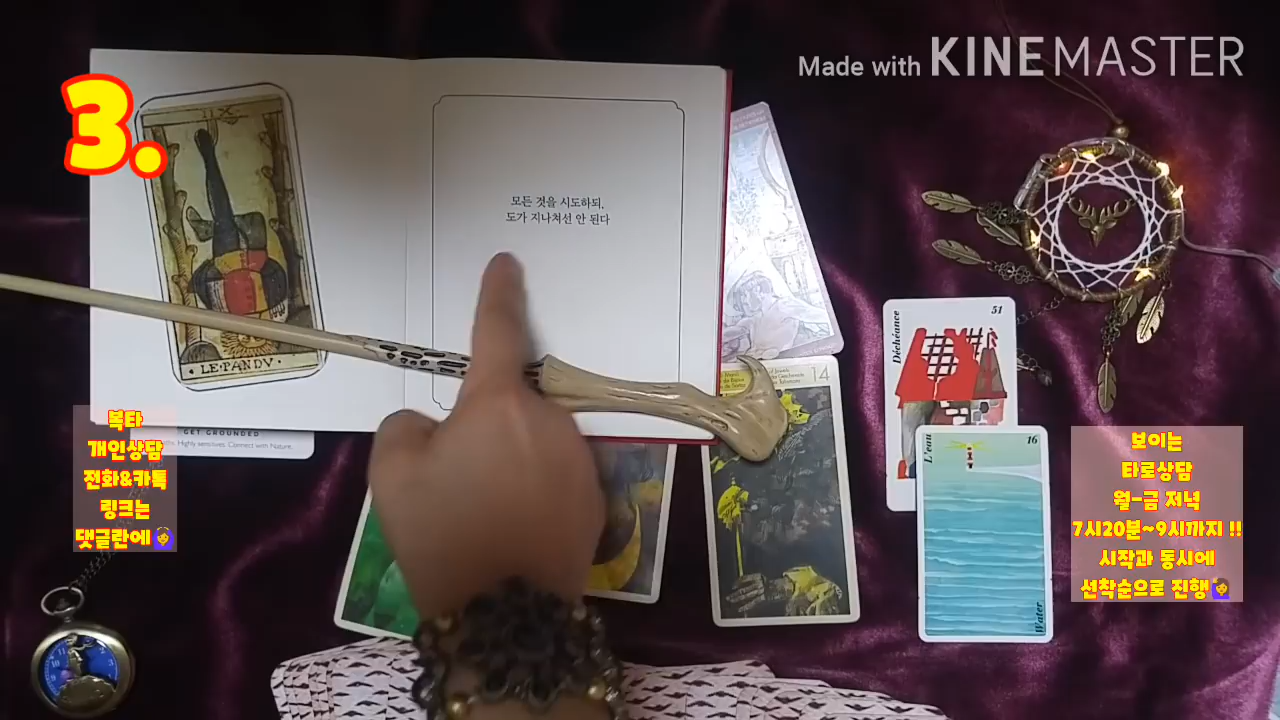 Made with KINEMASTER
3.
LE·PANDV·
모든 것을 시도하되,
도가 지나쳐선 안 된다
GET GROUNDED
Highly sensitives. Connect with Nature.
14
51
Déchéance
16
L'eau
Water
복타
개인상담
전화&카톡
링크는
댓글란에🙆‍♀️
보이는
타로상담
월-금 저녁
7시20분~9시까지 !!
시작과 동시에
선착순으로 진행🙋‍♀️